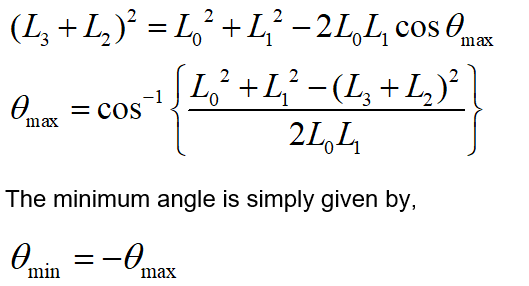 (L₃ + L₂)² = L₀² + L₁² − 2L₀L₁ cos θ_max
θ_max = cos⁻¹ { (L₀² + L₁² − (L₃ + L₂)²) / (2L₀L₁) }
The minimum angle is simply given by,
θ_min = −θ_max